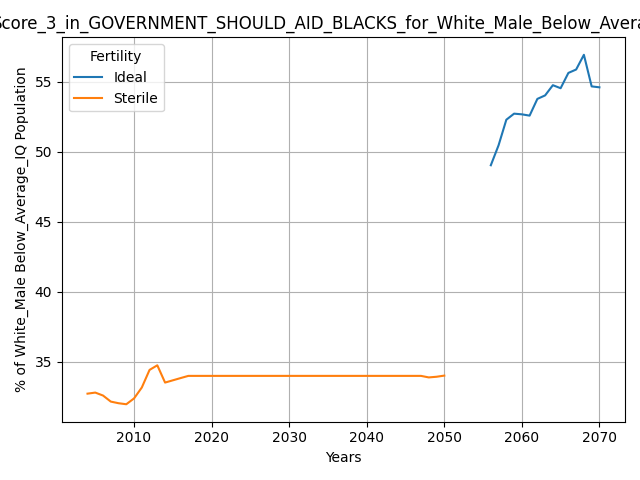 Score_3_in_GOVERNMENT_SHOULD_AID_BLACKS_for_White_Male_Below_Avera
Fertility
Ideal
Sterile
% of White_Male Below_Average_IQ Population
55
50
45
40
35
2010 2020 2030 2040 2050 2060 2070
Years